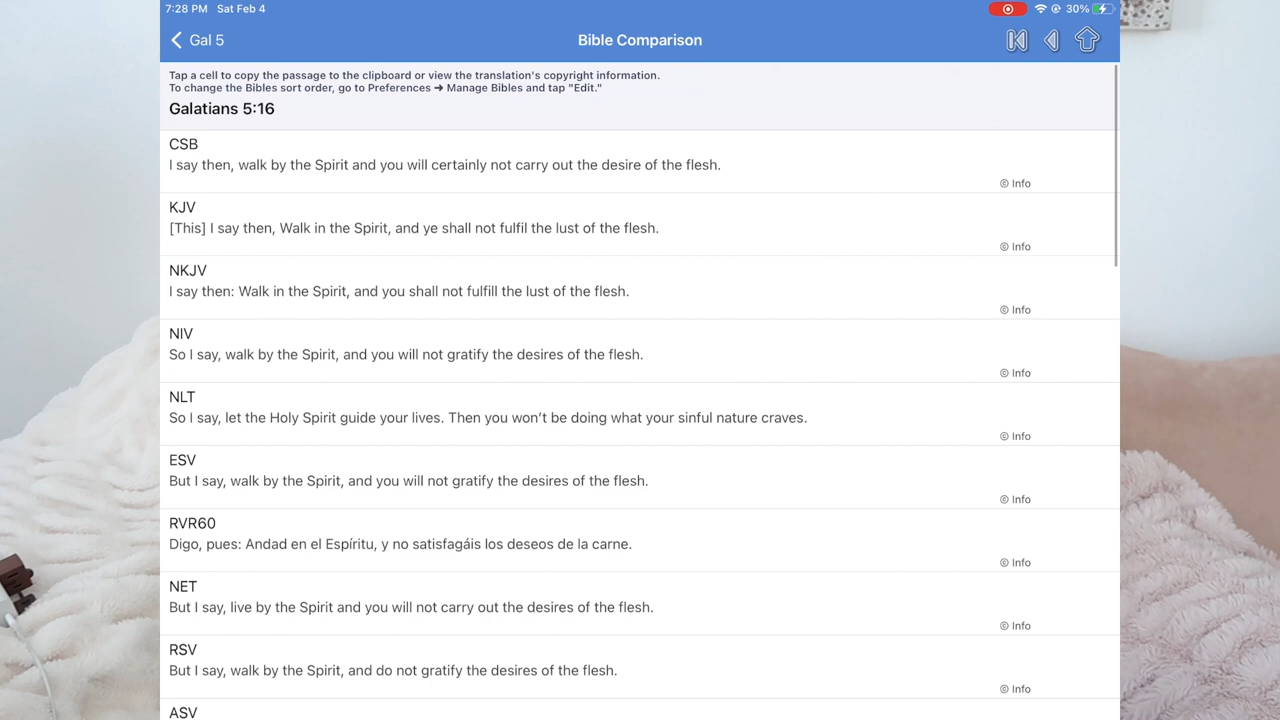 7:28 PM Sat Feb 4 30%
Gal 5 Bible Comparison
Tap a cell to copy the passage to the clipboard or view the translation's copyright information.
To change the Bibles sort order, go to Preferences ➔ Manage Bibles and tap "Edit."
Galatians 5:16
CSB
I say then, walk by the Spirit and you will certainly not carry out the desire of the flesh.
© Info
KJV
[This] I say then, Walk in the Spirit, and ye shall not fulfil the lust of the flesh.
© Info
NKJV
I say then: Walk in the Spirit, and you shall not fulfill the lust of the flesh.
© Info
NIV
So I say, walk by the Spirit, and you will not gratify the desires of the flesh.
© Info
NLT
So I say, let the Holy Spirit guide your lives. Then you won’t be doing what your sinful nature craves.
© Info
ESV
But I say, walk by the Spirit, and you will not gratify the desires of the flesh.
© Info
RVR60
Digo, pues: Andad en el Espíritu, y no satisfagáis los deseos de la carne.
© Info
NET
But I say, live by the Spirit and you will not carry out the desires of the flesh.
© Info
RSV
But I say, walk by the Spirit, and do not gratify the desires of the flesh.
© Info
ASV